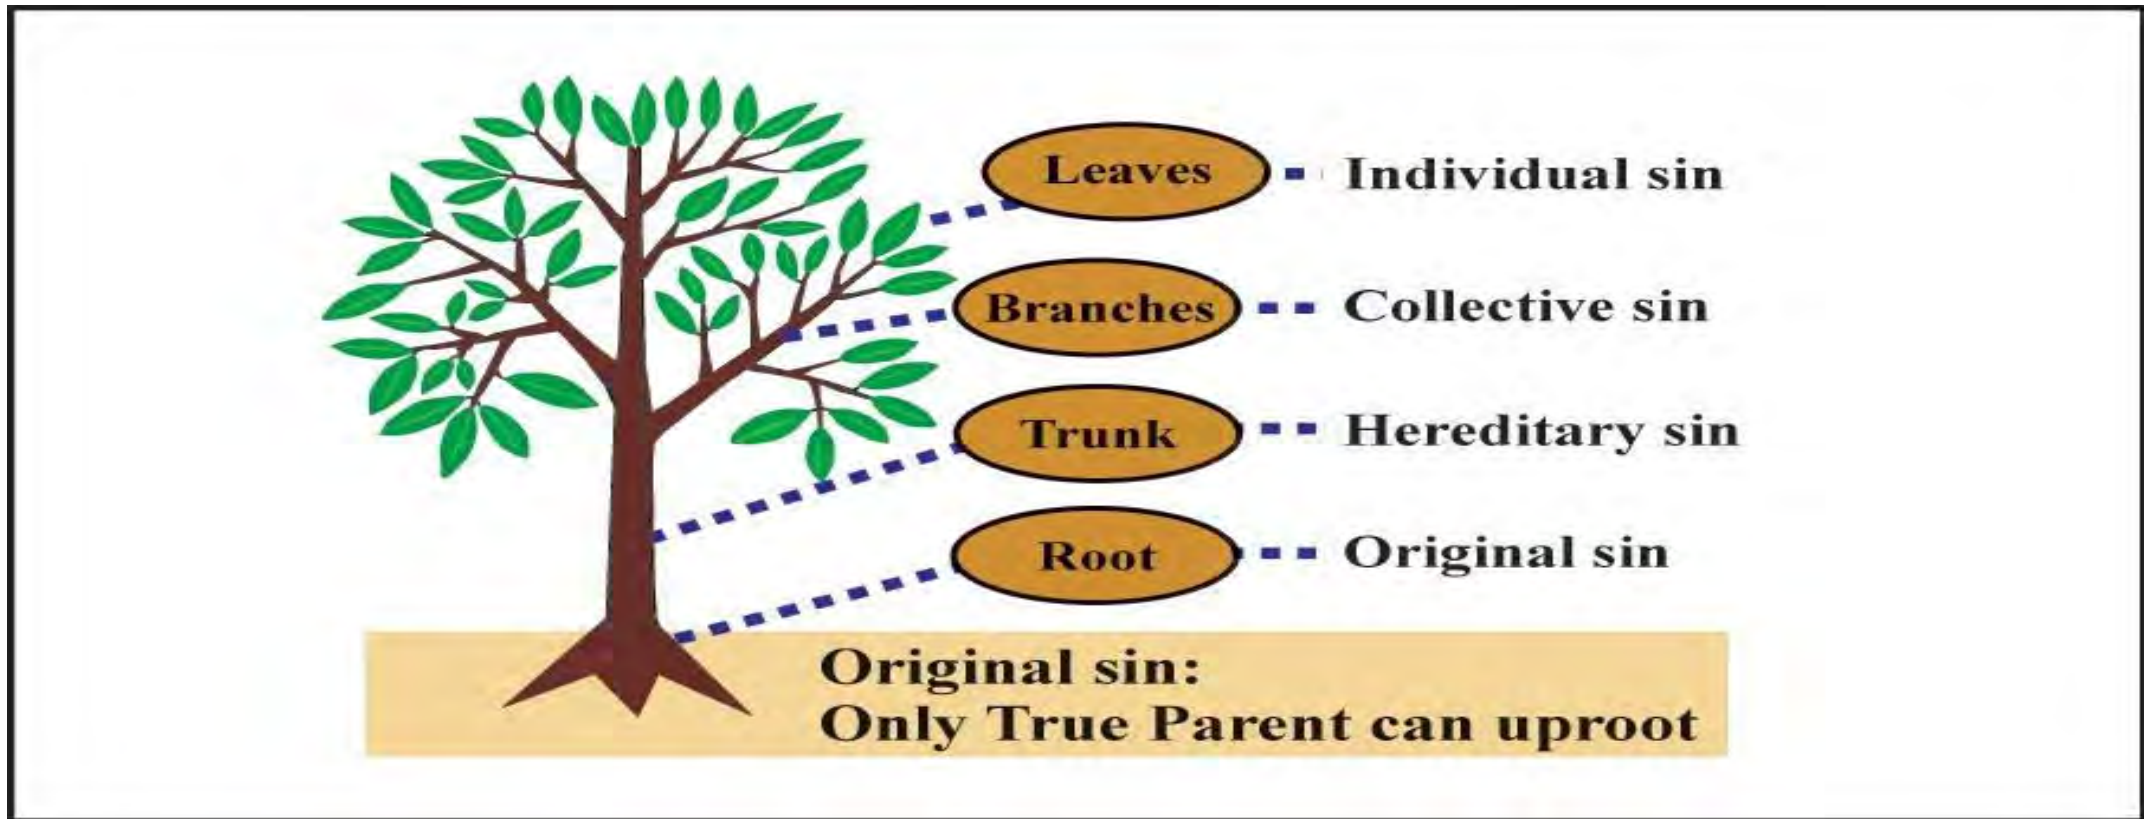 Leaves Individual sin
Branches Collective sin
Trunk Hereditary sin
Root Original sin
Original sin:
Only True Parent can uproot